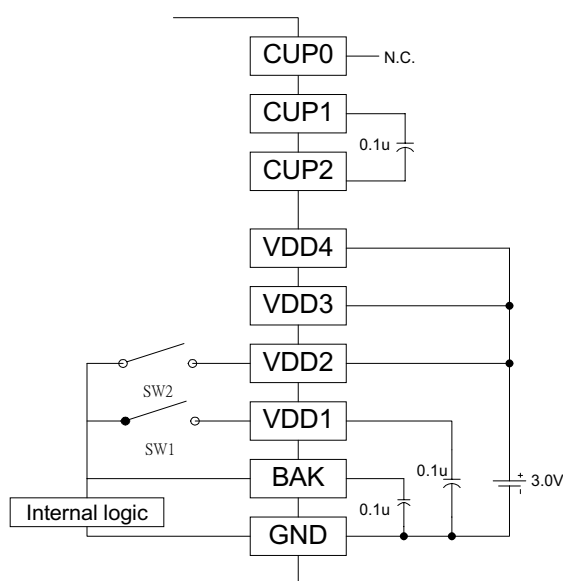 CUP0
N.C.
CUP1
0.1u
CUP2
VDD4
VDD3
VDD2
SW2
VDD1
SW1
BAK
0.1u
3.0V
+
-
Internal logic
0.1u
GND